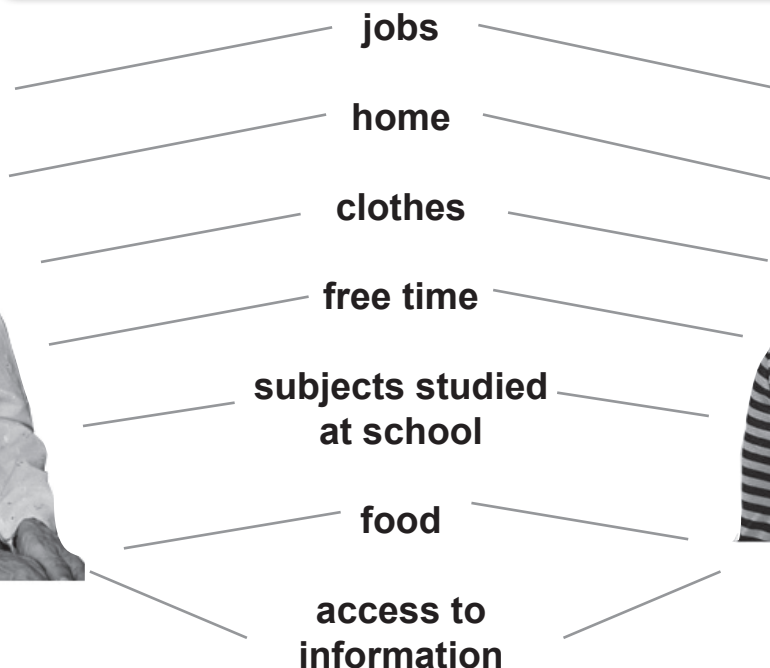 jobs
home
clothes
free time
subjects studied
at school
food
access to
information